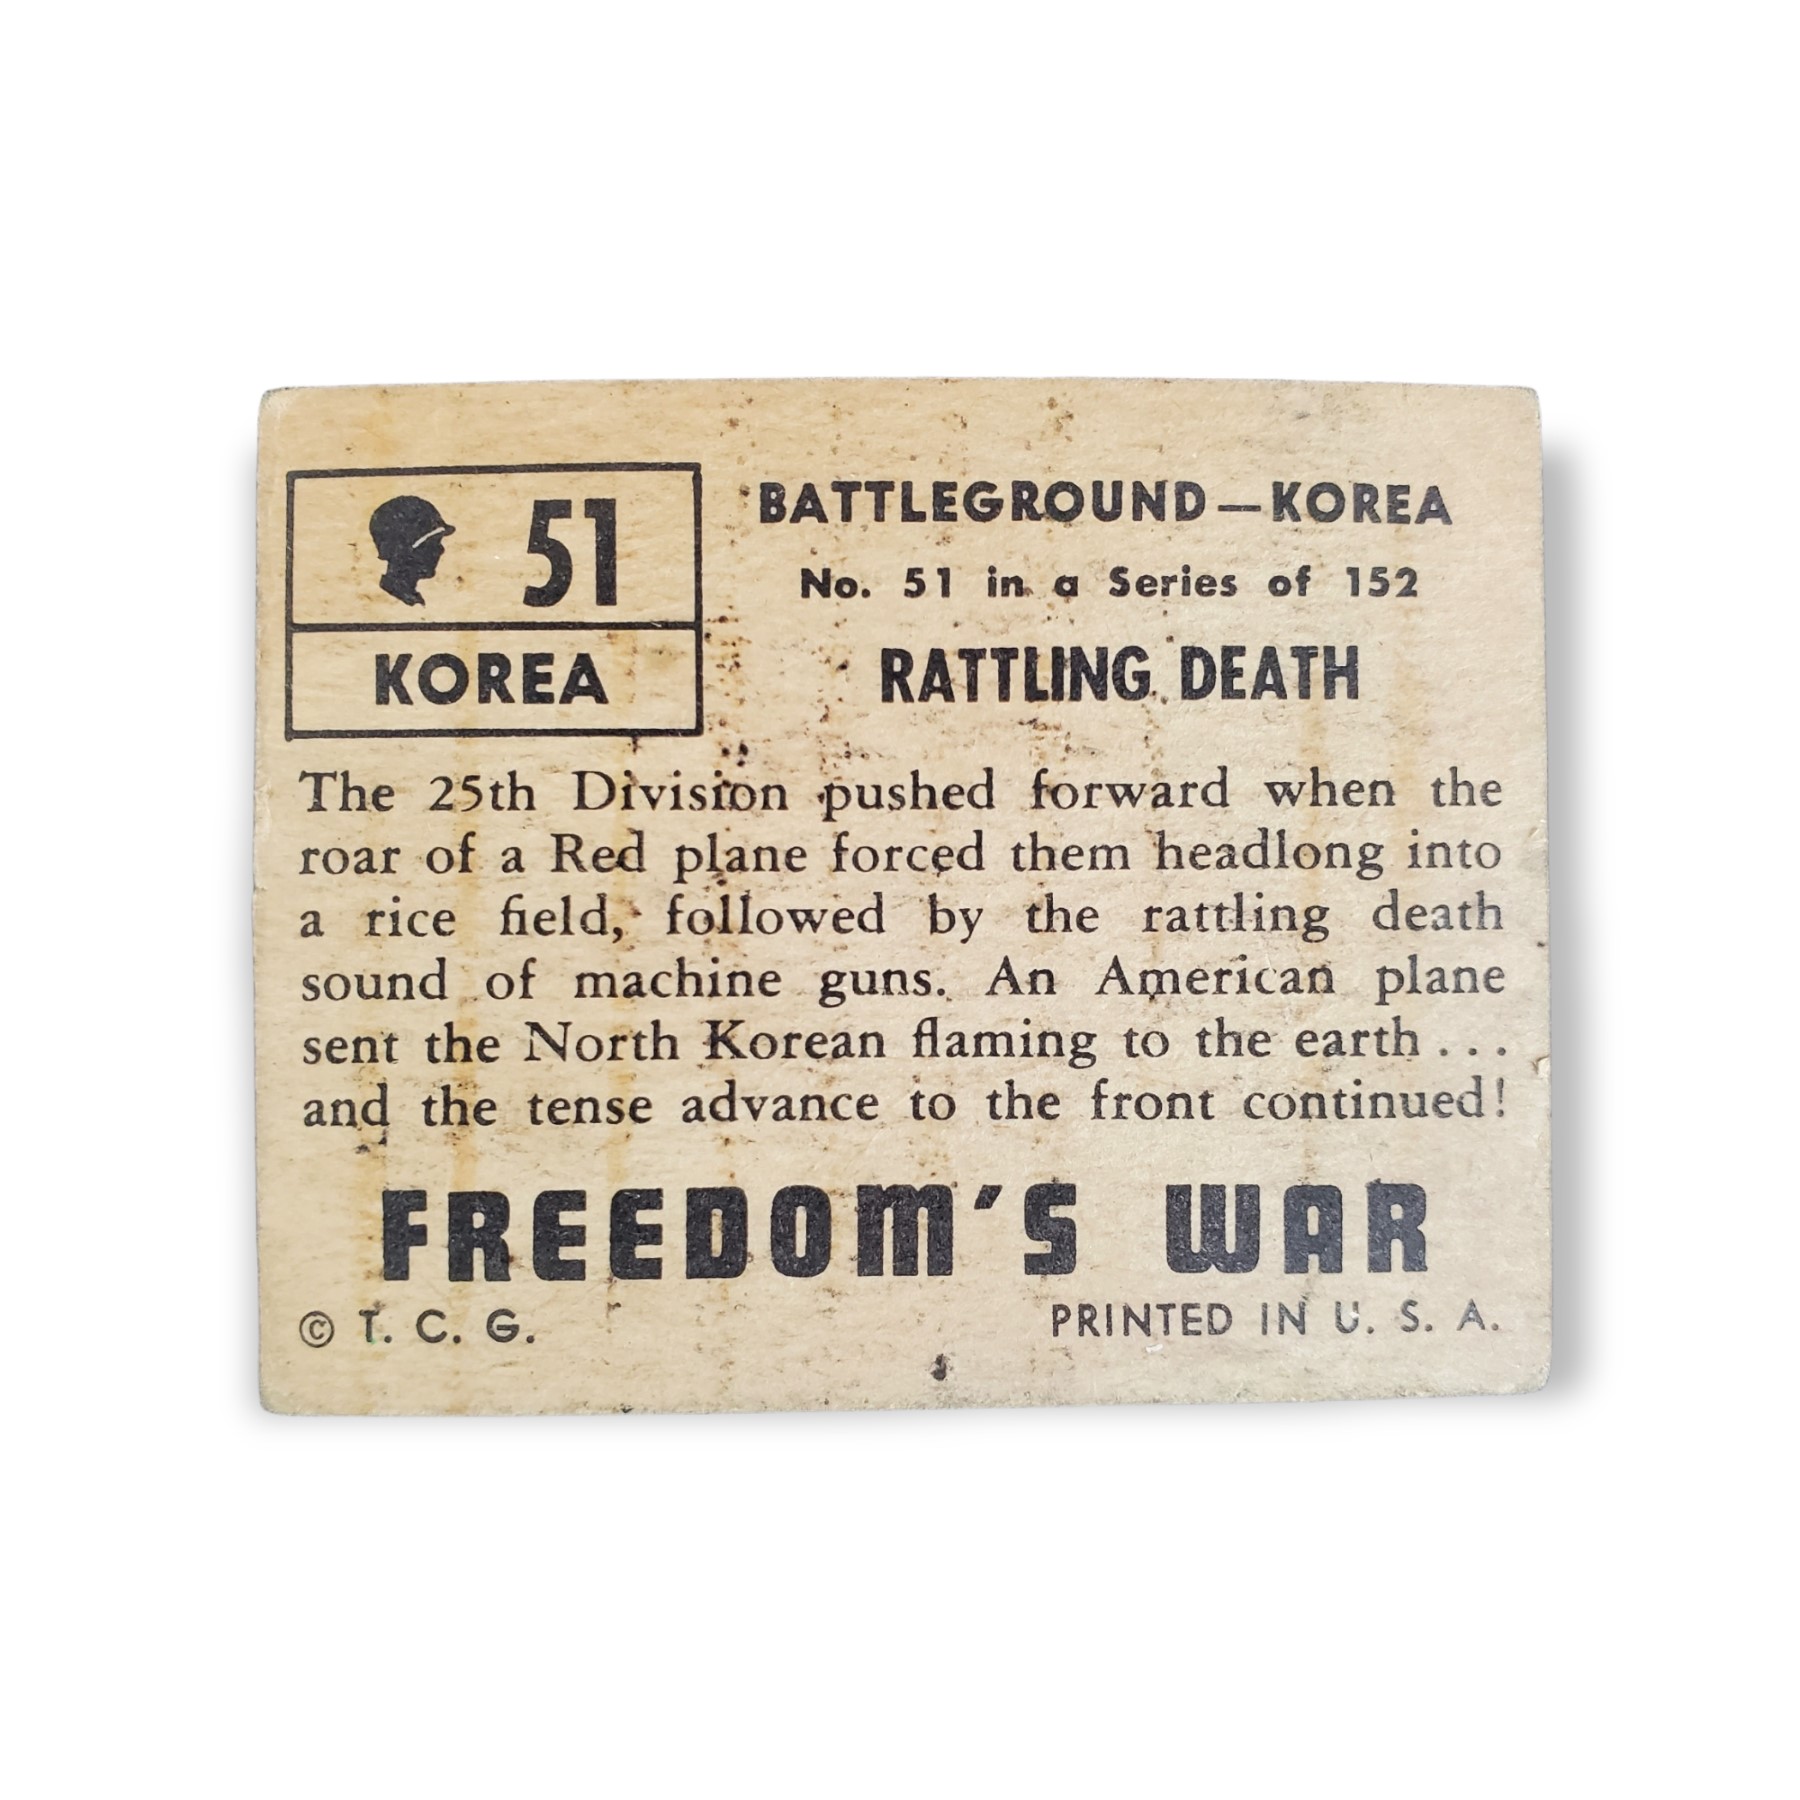 51
KOREA
BATTLEGROUND—KOREA
No. 51 in a Series of 152
RATTLING DEATH
The 25th Division pushed forward when the
roar of a Red plane forced them headlong into
a rice field, followed by the rattling death
sound of machine guns. An American plane
sent the North Korean flaming to the earth . . .
and the tense advance to the front continued!
FREEDOM'S WAR
© T. C. G.
PRINTED IN U. S. A.